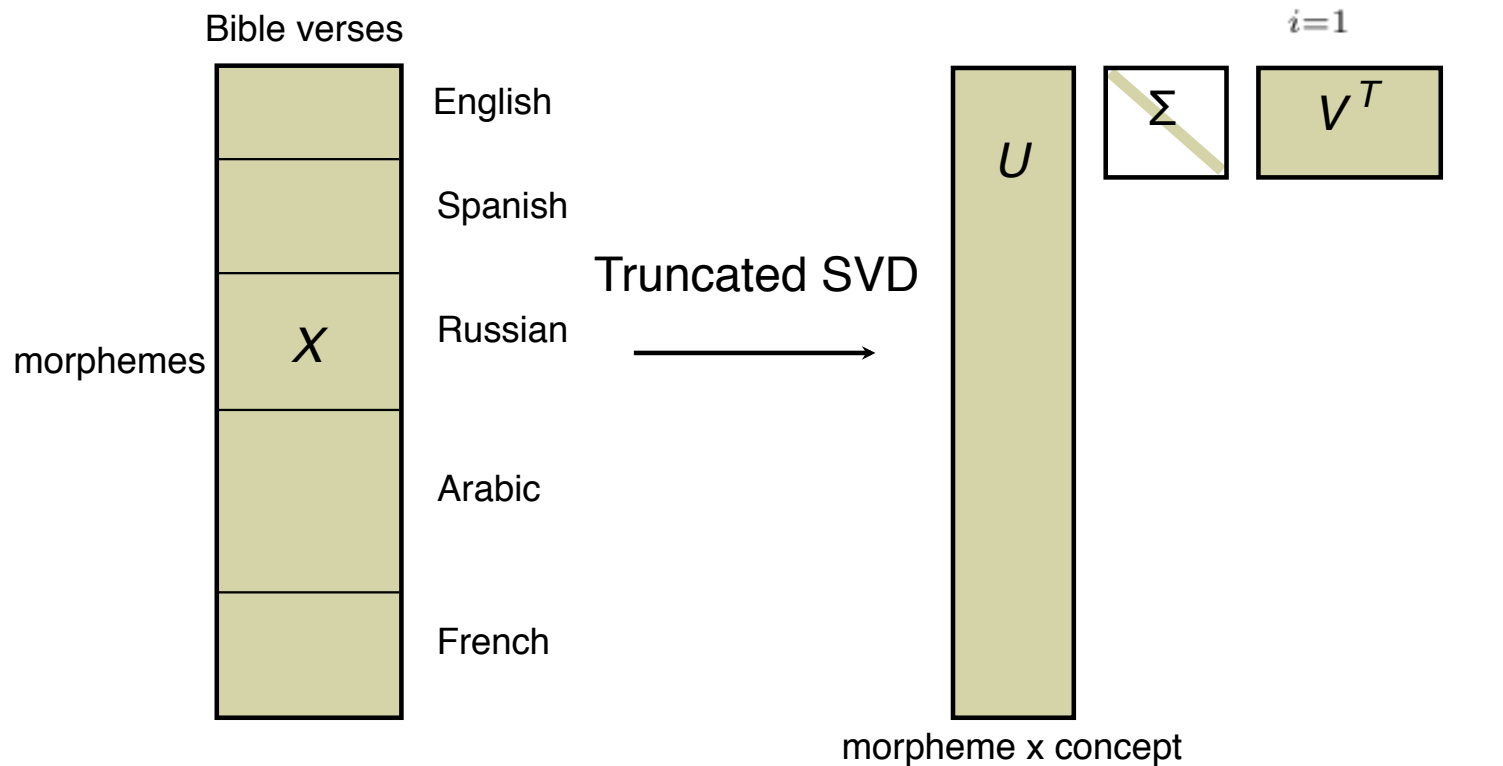 Bible verses
i=1
English
Spanish
Russian
Arabic
French
morphemes
X
Truncated SVD
U
Σ
V^T
morpheme x concept